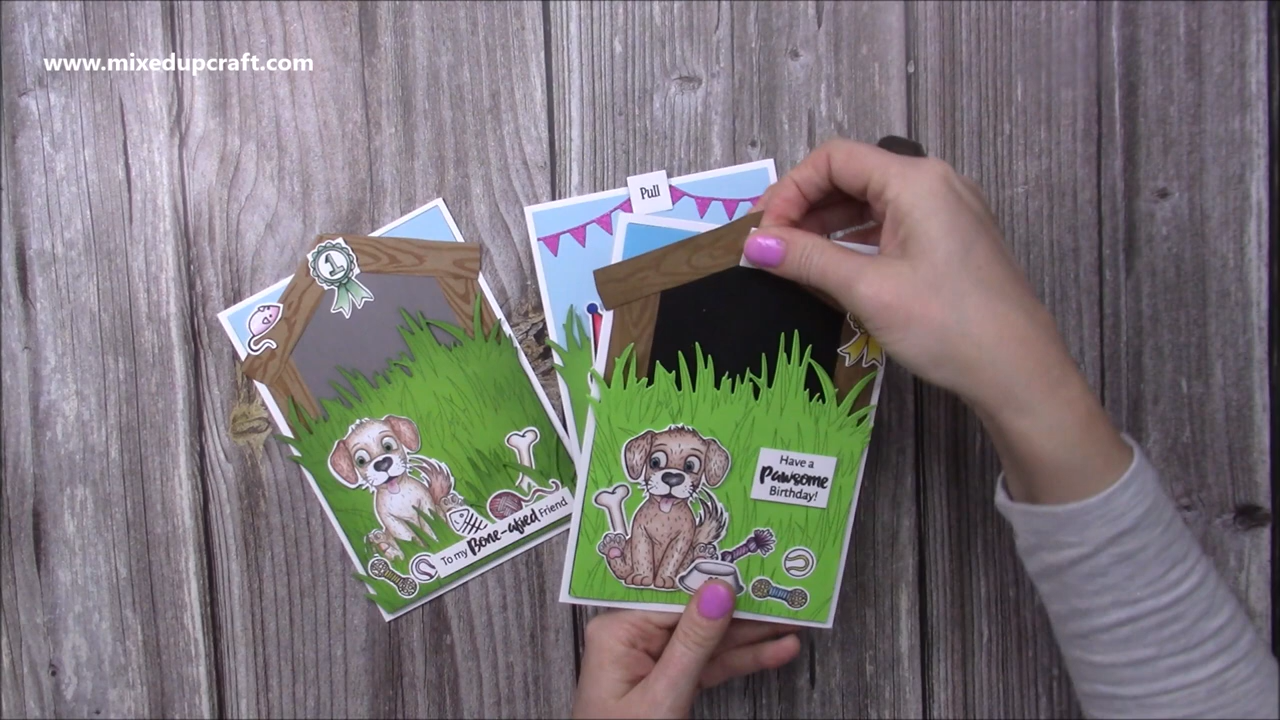 www.mixedupcraft.com
Pull
1
Have a
Pawsome
Birthday!
To my Bone-afied Friend